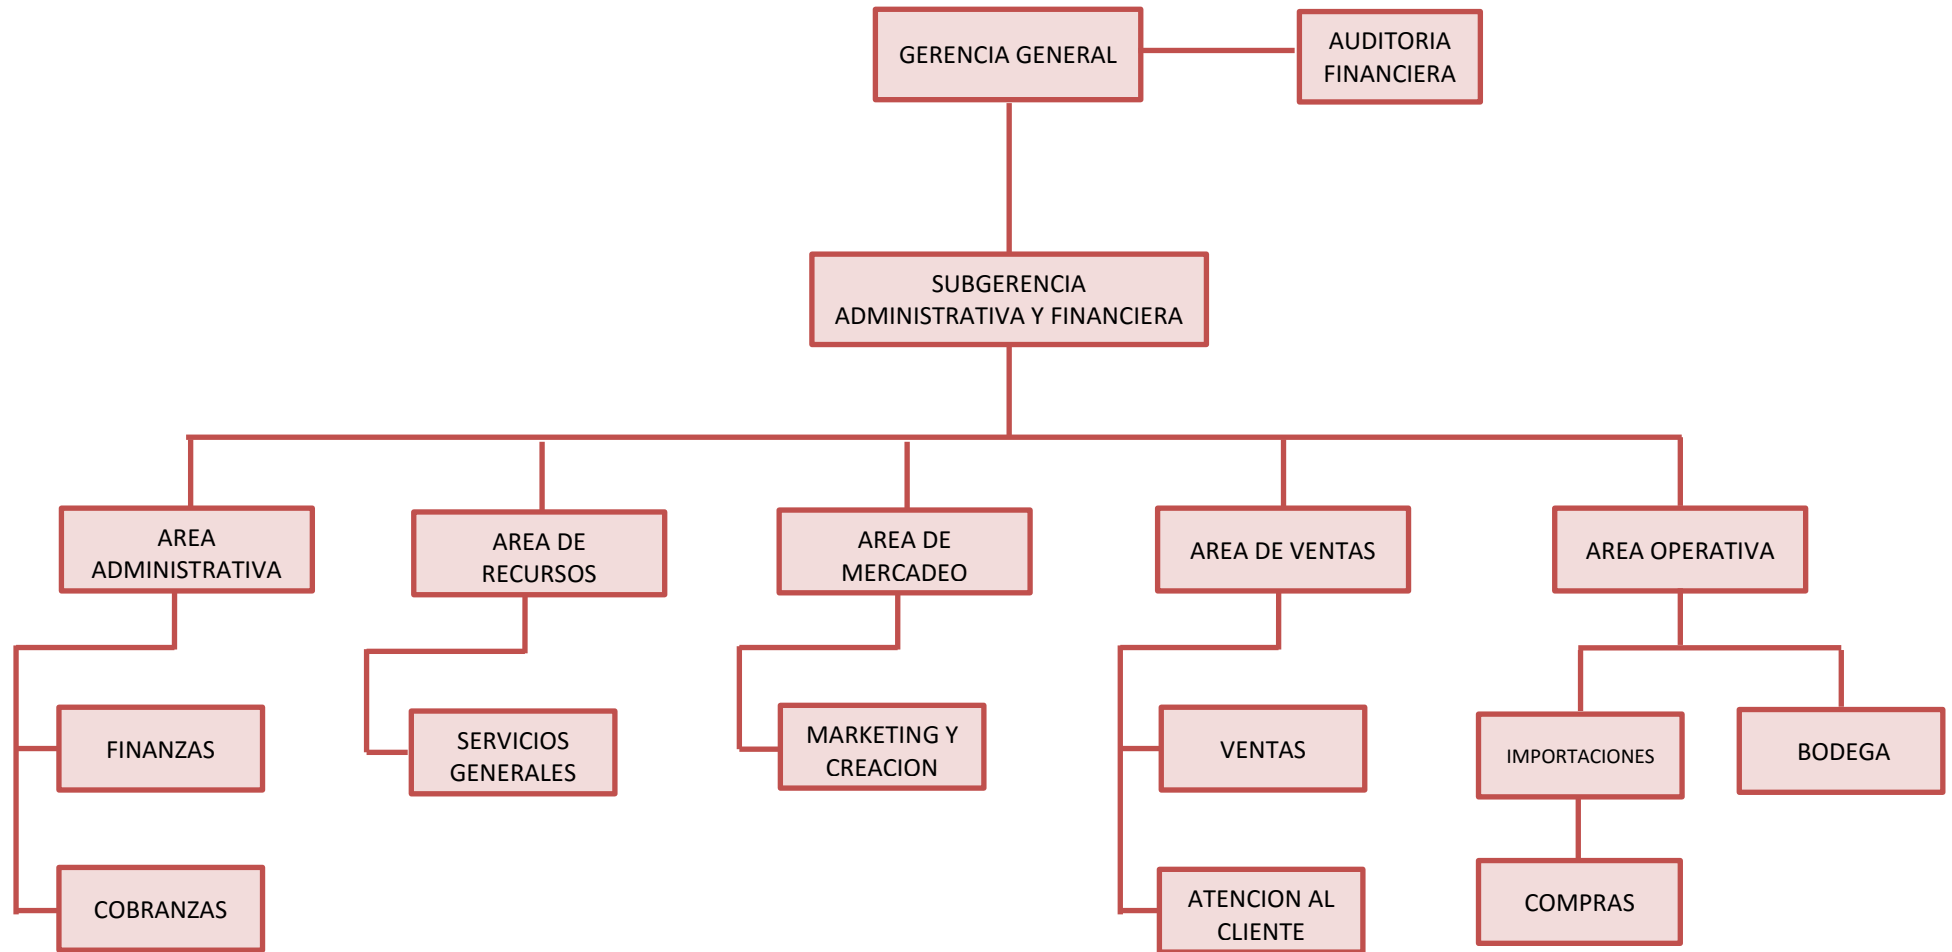 GERENCIA GENERAL
AUDITORIA
FINANCIERA
SUBGERENCIA
ADMINISTRATIVA Y FINANCIERA
AREA
ADMINISTRATIVA
AREA DE
RECURSOS
AREA DE
MERCADEO
AREA DE VENTAS
AREA OPERATIVA
FINANZAS
SERVICIOS
GENERALES
MARKETING Y
CREACION
VENTAS
IMPORTACIONES
BODEGA
COBRANZAS
ATENCION AL
CLIENTE
COMPRAS